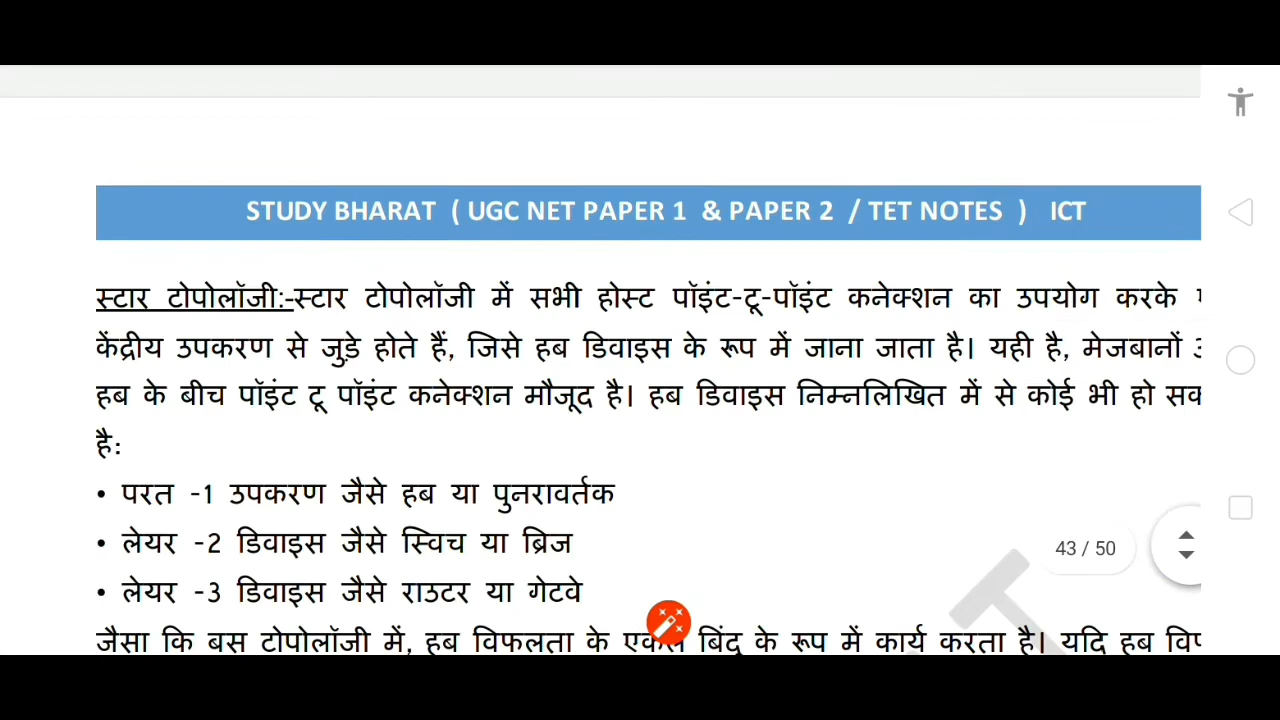 STUDY BHARAT ( UGC NET PAPER 1 & PAPER 2 / TET NOTES ) ICT
स्टार टोपोलॉजी:-स्टार टोपोलॉजी में सभी होस्ट पॉइंट-टू-पॉइंट कनेक्शन का उपयोग करके
केंद्रीय उपकरण से जुड़े होते हैं, जिसे हब डिवाइस के रूप में जाना जाता है। यही है, मेजबानों
हब के बीच पॉइंट टू पॉइंट कनेक्शन मौजूद है। हब डिवाइस निम्नलिखित में से कोई भी हो
है:
• परत -1 उपकरण जैसे हब या पुनरावर्तक
• लेयर -2 डिवाइस जैसे स्विच या ब्रिज
43 / 50
• लेयर -3 डिवाइस जैसे राउटर या गेटवे
जैसा कि बस टोपोलॉजी में, हब विफलता के बिंदु के रूप में कार्य करता है। यदि हब